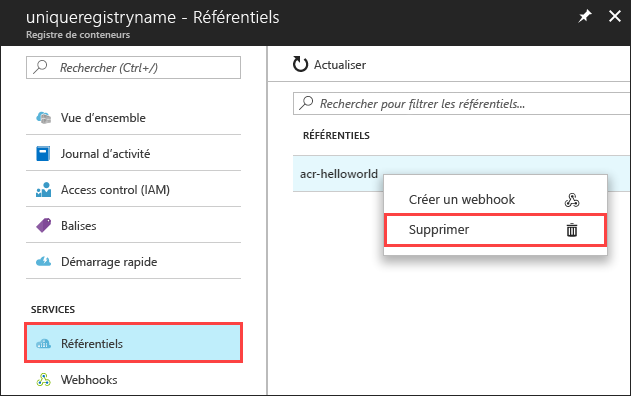 uniqueregistryname - Référentiels
Registre de conteneurs
Rechercher (Ctrl+/)
Vue d'ensemble
Journal d'activité
Access control (IAM)
Balises
Démarrage rapide
SERVICES
Référentiels
Webhooks
Actualiser
Rechercher pour filtrer les référentiels...
RÉFÉRENTIELS
acr-helloworld
Créer un webhook
Supprimer